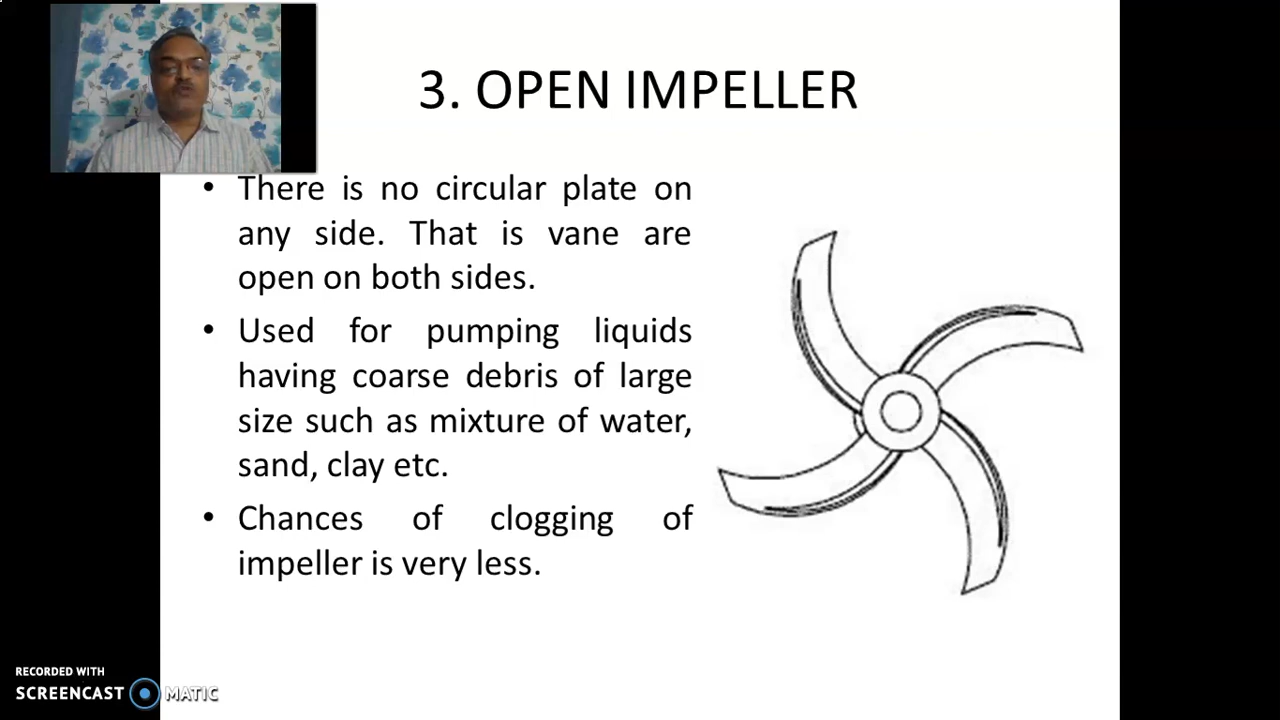 3. OPEN IMPELLER
• There is no circular plate on
any side. That is vane are
open on both sides.
• Used for pumping liquids
having coarse debris of large
size such as mixture of water,
sand, clay etc.
• Chances of clogging of
impeller is very less.
RECORDED WITH
SCREENCAST MATIC